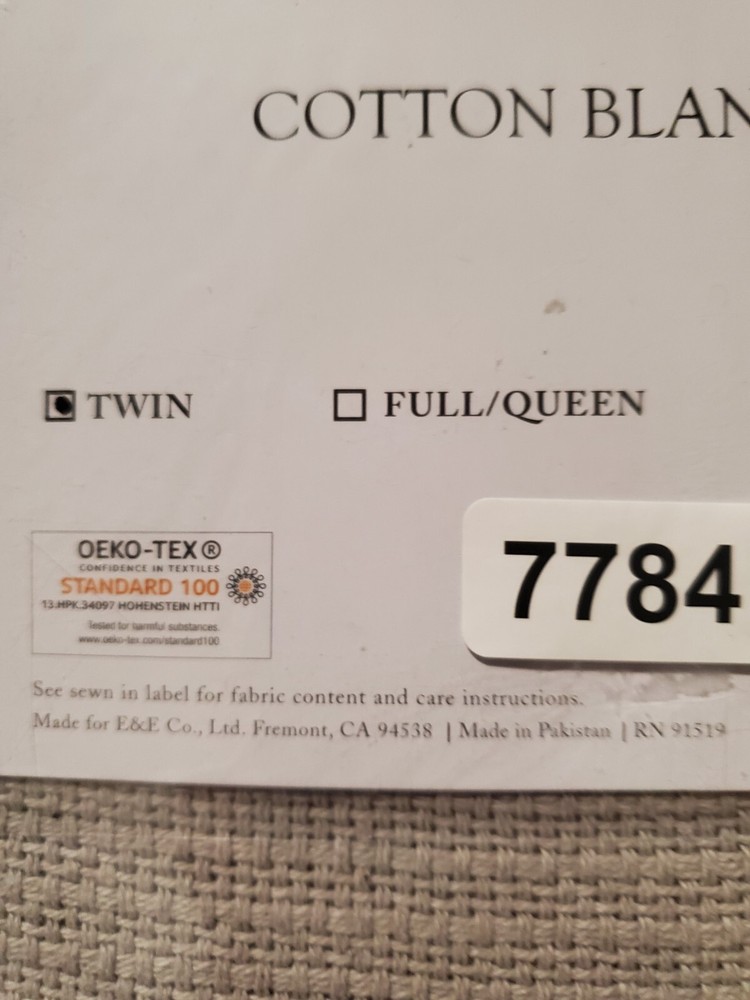 COTTON BLAN
TWIN
FULL/QUEEN
OEKO-TEX®
CONFIDENCE IN TEXTILES
STANDARD 100
13.HPK.34097 HOHENSTEIN HTTI
Tested for harmful substances.
www.oeko-tex.com/standard100
7784
See sewn in label for fabric content and care instructions.
Made for E&E Co., Ltd. Fremont, CA 94538 | Made in Pakistan | RN 91519